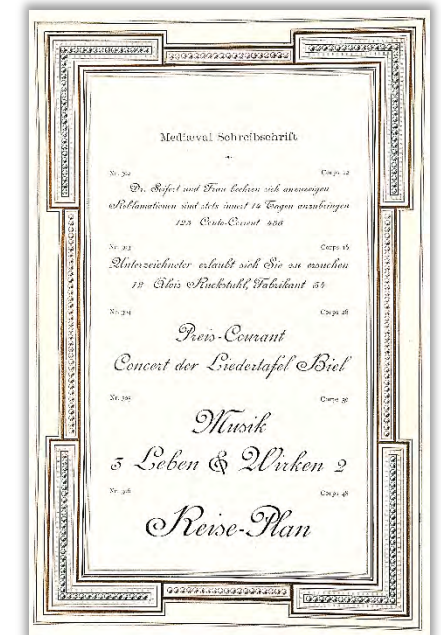 Mediaeval Schreibschrift
Nr. 302 Corps 12
Dr. Seifert und Frau beehren sich anzuzeigen
Reklamationen sind stets innert 14 Tagen anzubringen
123 Conto-Corrent 456
Nr. 303 Corps 16
Unterzeichneter erlaubt sich Sie zu ersuchen
12 Alois Ruckstuhl, Fabrikant 54
Nr. 304 Corps 26
Preis-Courant
Concert der Liedertafel Biel
Nr. 305 Corps 36
Musik
3 Leben & Wirken 2
Nr. 306 Corps 48
Reise-Plan